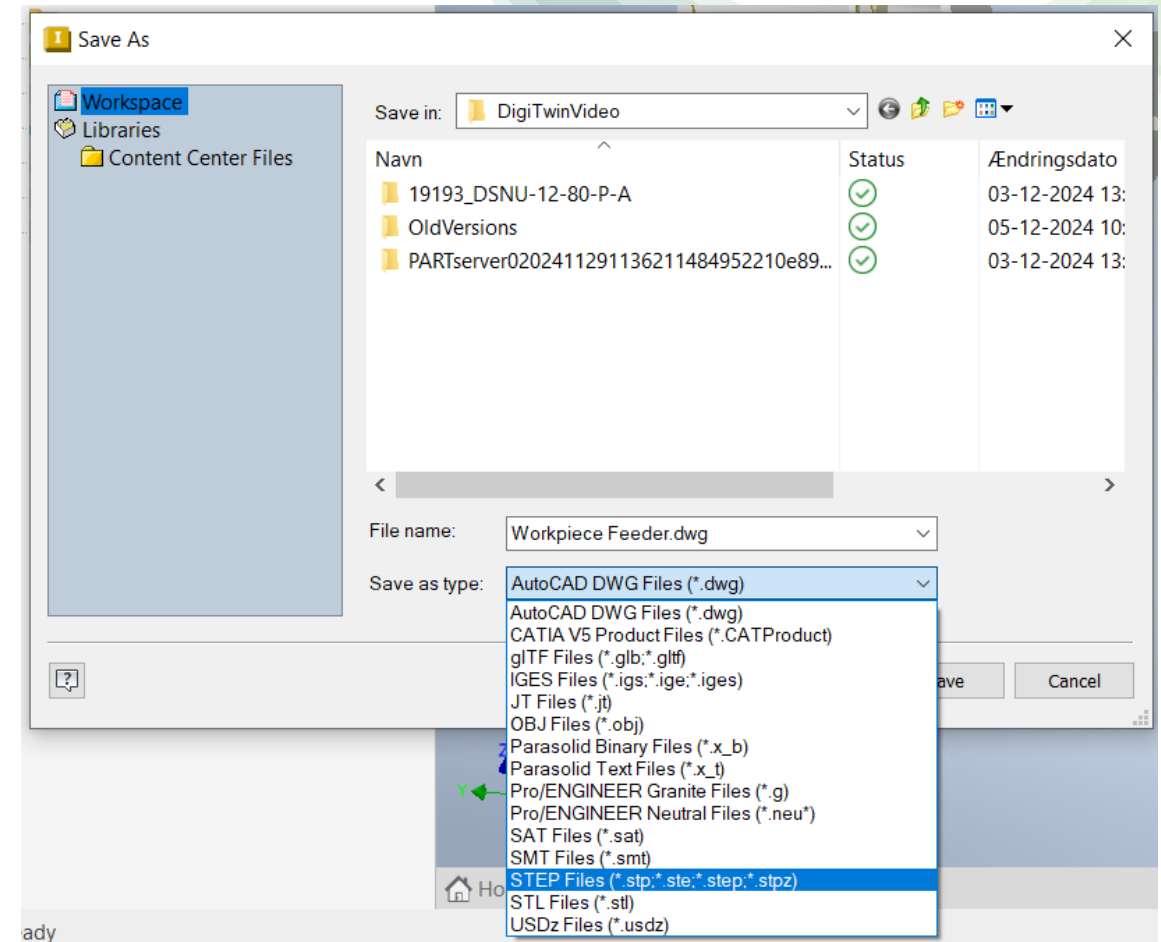 I Save As
Workspace
Libraries
Content Center Files
Save in: DigiTwinVideo
Navn Status Ændringsdato
19193_DSNU-12-80-P-A 03-12-2024 13:
OldVersions 05-12-2024 10:
PARTserver0202411291136211484952210e89... 03-12-2024 13:
File name: Workpiece Feeder.dwg
Save as type: AutoCAD DWG Files (*.dwg)
AutoCAD DWG Files (*.dwg)
CATIA V5 Product Files (*.CATProduct)
glTF Files (*.glb;*.gltf)
IGES Files (*.igs;*.ige;*.iges)
? ave Cancel
JT Files (*.jt)
OBJ Files (*.obj)
Parasolid Binary Files (*.x_b)
Z
Parasolid Text Files (*.x_t)
Y Pro/ENGINEER Granite Files (*.g)
Pro/ENGINEER Neutral Files (*.neu*)
SAT Files (*.sat)
SMT Files (*.smt)
STEP Files (*.stp;*.ste;*.step;*.stpz)
Ho
STL Files (*.stl)
USDz Files (*.usdz)
ady